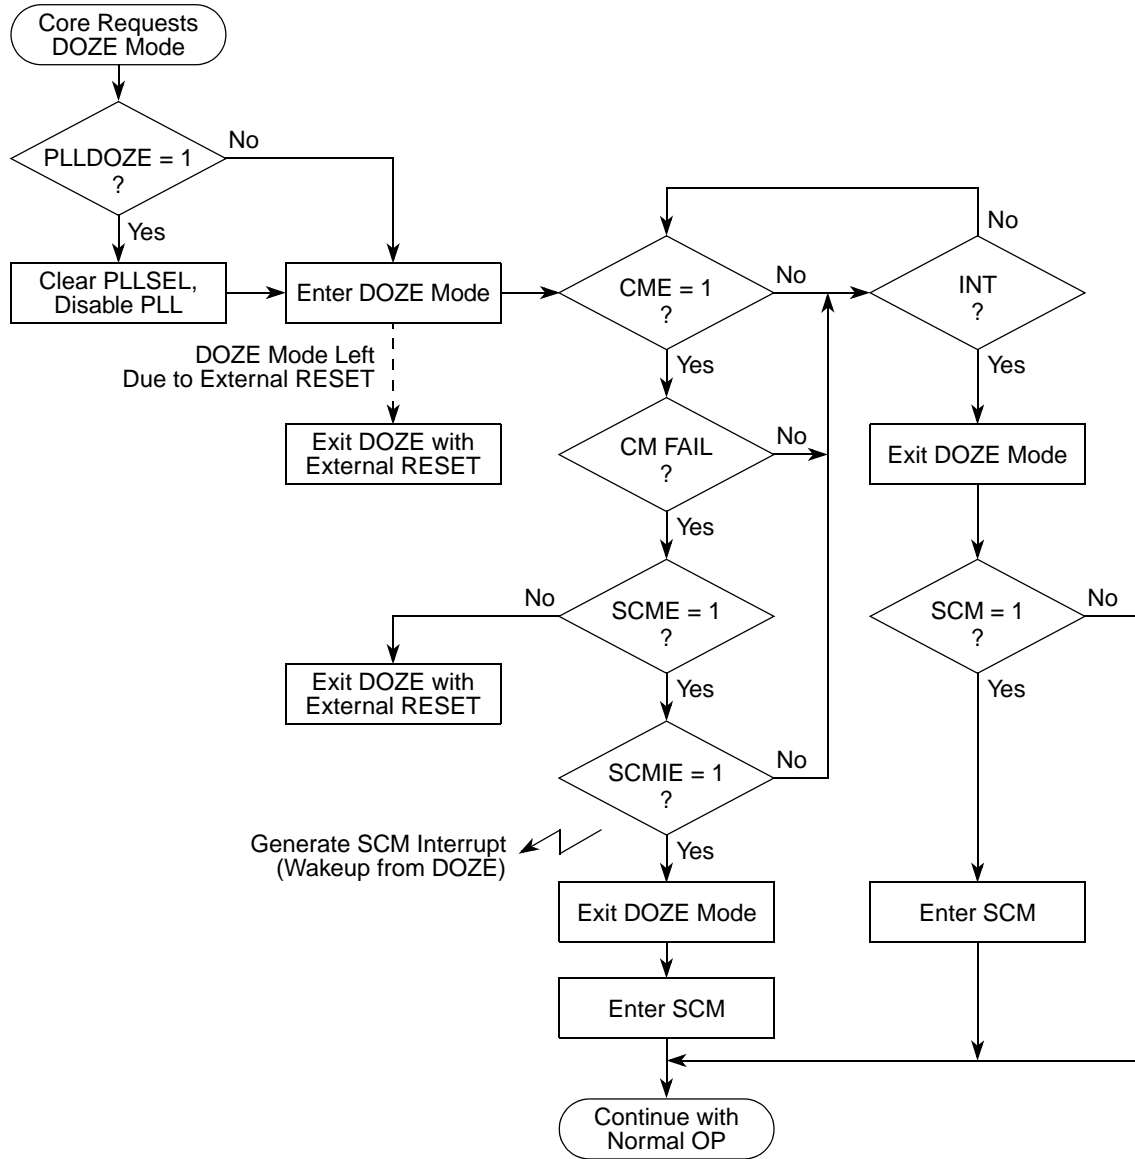 Core Requests
DOZE Mode
PLLDOZE = 1
?
No
Yes
Clear PLLSEL,
Disable PLL
Enter DOZE Mode
DOZE Mode Left
Due to External RESET
Exit DOZE with
External RESET
CME = 1
?
No
Yes
CM FAIL
?
No
Yes
SCME = 1
?
No
Yes
Exit DOZE with
External RESET
SCMIE = 1
?
No
Yes
Generate SCM Interrupt
(Wakeup from DOZE)
Exit DOZE Mode
Enter SCM
No
INT
?
Yes
Exit DOZE Mode
SCM = 1
?
No
Yes
Enter SCM
Continue with
Normal OP